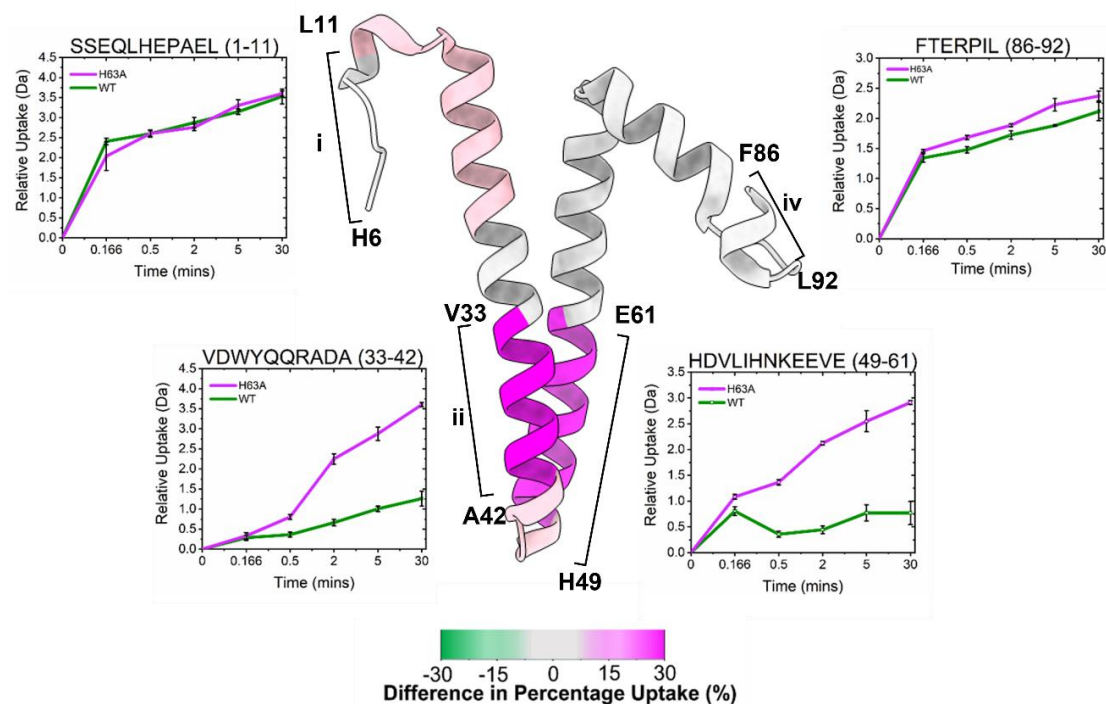 SSEQLHEPAEL (1-11)
H63A
WT
Relative Uptake (Da)
4.5
4.0
3.5
3.0
2.5
2.0
1.5
1.0
0.5
0.0
0 0.166 0.5 2 5 30
Time (mins)
L11
i
H6
FTERPIL (86-92)
H63A
WT
Relative Uptake (Da)
3.0
2.5
2.0
1.5
1.0
0.5
0.0
0 0.166 0.5 2 5 30
Time (mins)
F86
iv
L92
V33
ii
A42
E61
H49
VDWYQQRADA (33-42)
H63A
WT
Relative Uptake (Da)
4.5
4.0
3.5
3.0
2.5
2.0
1.5
1.0
0.5
0.0
0 0.166 0.5 2 5 30
Time (mins)
HDVLIHNKEEVE (49-61)
H63A
WT
Relative Uptake (Da)
3.5
3.0
2.5
2.0
1.5
1.0
0.5
0.0
0 0.166 0.5 2 5 30
Time (mins)
-30 -15 0 15 30
Difference in Percentage Uptake (%)